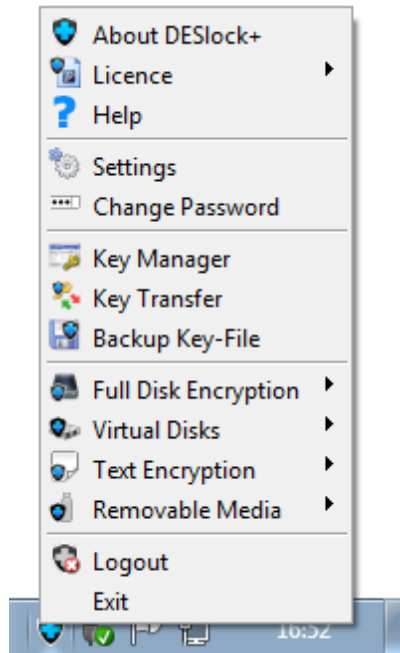 About DESlock+
Licence
Help
Settings
Change Password
Key Manager
Key Transfer
Backup Key-File
Full Disk Encryption
Virtual Disks
Text Encryption
Removable Media
Logout
Exit
16:52